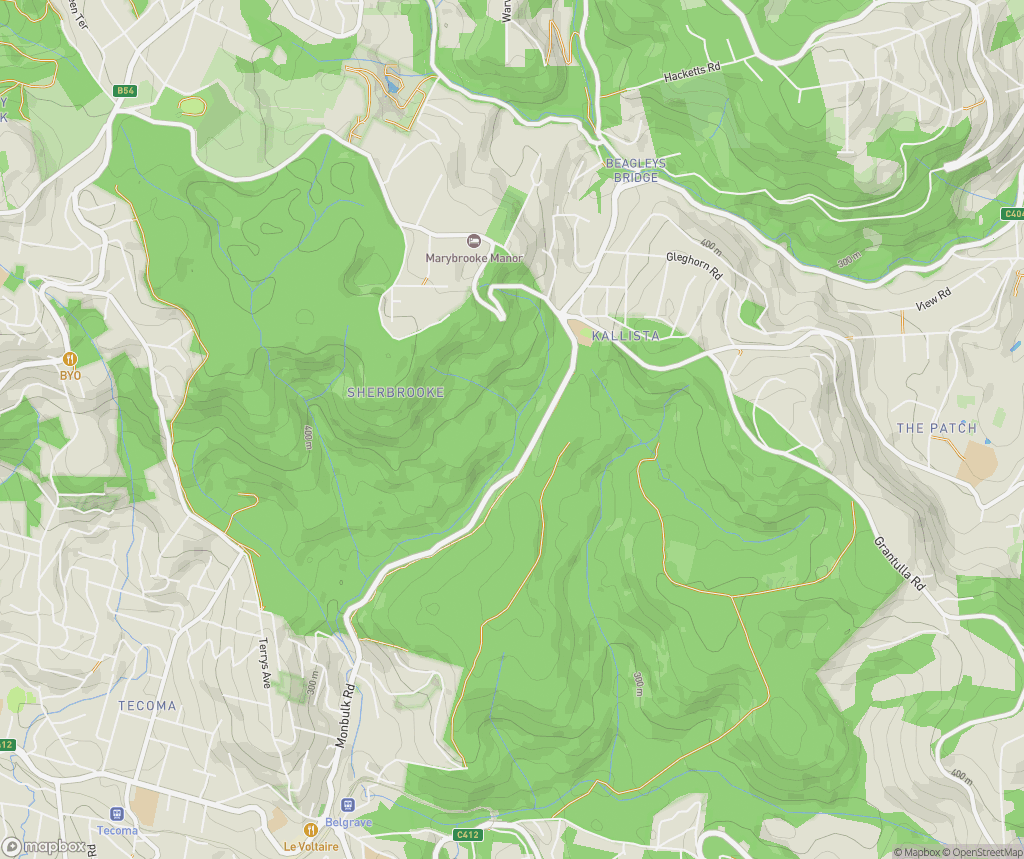 B54
Hacketts Rd
BEAGLEYS
BRIDGE
C404
400 m
300 m
Marybrooke Manor
Gleghorn Rd
View Rd
KALLISTA
BYO
SHERBROOKE
400 m
THE PATCH
Grantulla Rd
Terrys Ave
300 m
300 m
TECOMA
Monbulk Rd
400 m
Tecoma
Belgrave
Le Voltaire
C412
Rd
mapbox
© Mapbox © OpenStreetMap